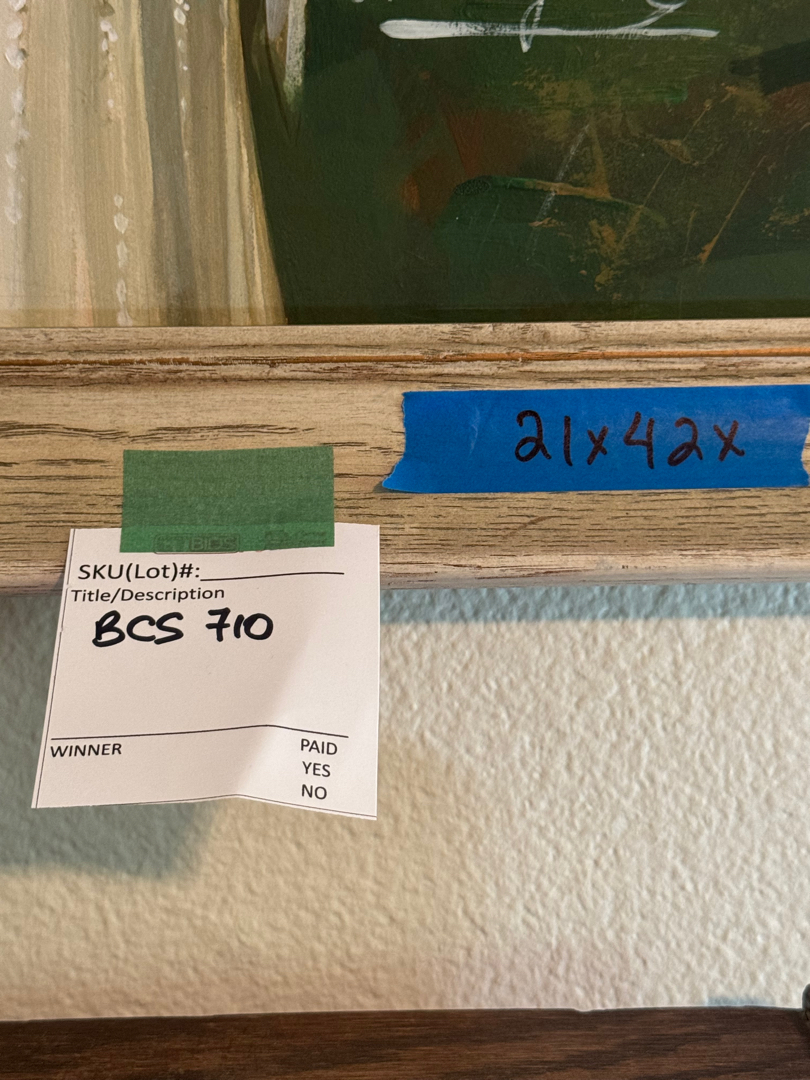 21x42x
SKU(Lot)#:
Title/Description
BCS 710
WINNER PAID
YES
NO